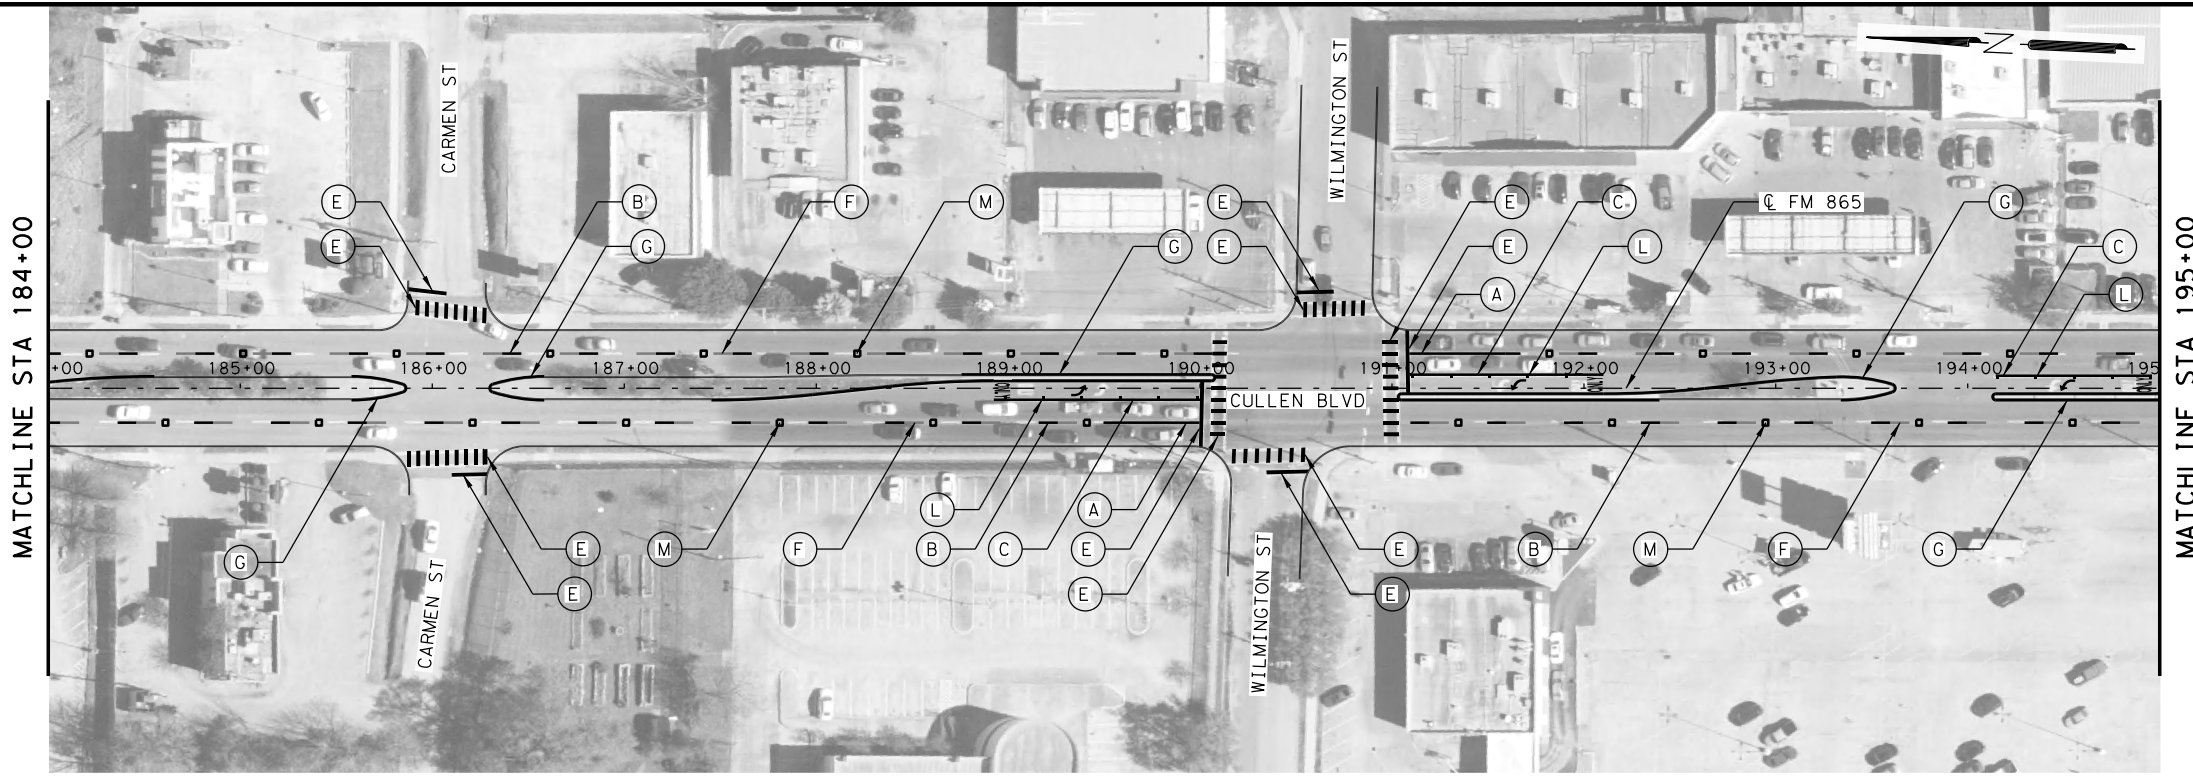 MATCHLINE STA 184+00
MATCHLINE STA 195+00
CARMEN ST
WILMINGTON ST
N
E
B
F
M
E
E
C
℄ FM 865
G
E
G
G
E
E
L
C
A
L
+00
185+00
186+00
187+00
188+00
189+00
190+00
192+00
193+00
194+00
195
ONLY
ONLY
ONLY
CULLEN BLVD
L
A
G
E
M
F
B
C
E
E
B
M
F
G
E
E
E
CARMEN ST
WILMINGTON ST